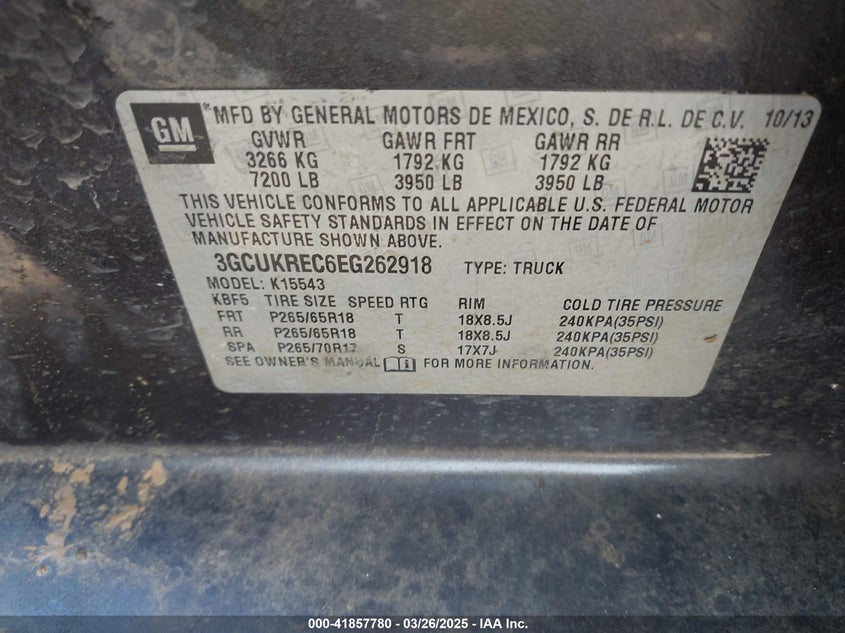 GM ® MFD BY GENERAL MOTORS DE MEXICO, S. DE R.L. DE C.V. 10/13
GVWR GAWR FRT GAWR RR
3266 KG 1792 KG 1792 KG
7200 LB 3950 LB 3950 LB
THIS VEHICLE CONFORMS TO ALL APPLICABLE U.S. FEDERAL MOTOR
VEHICLE SAFETY STANDARDS IN EFFECT ON THE DATE OF
MANUFACTURE SHOWN ABOVE.
3GCUKREC6EG262918 TYPE: TRUCK
MODEL: K15543
KBF5 TIRE SIZE SPEED RTG RIM COLD TIRE PRESSURE
FRT P265/65R18 T 18X8.5J 240KPA(35PSI)
RR P265/65R18 T 18X8.5J 240KPA(35PSI)
SPA P265/70R17 S 17X7J 240KPA(35PSI)
SEE OWNER'S MANUAL FOR MORE INFORMATION.
000-41857780 - 03/26/2025 - IAA Inc.